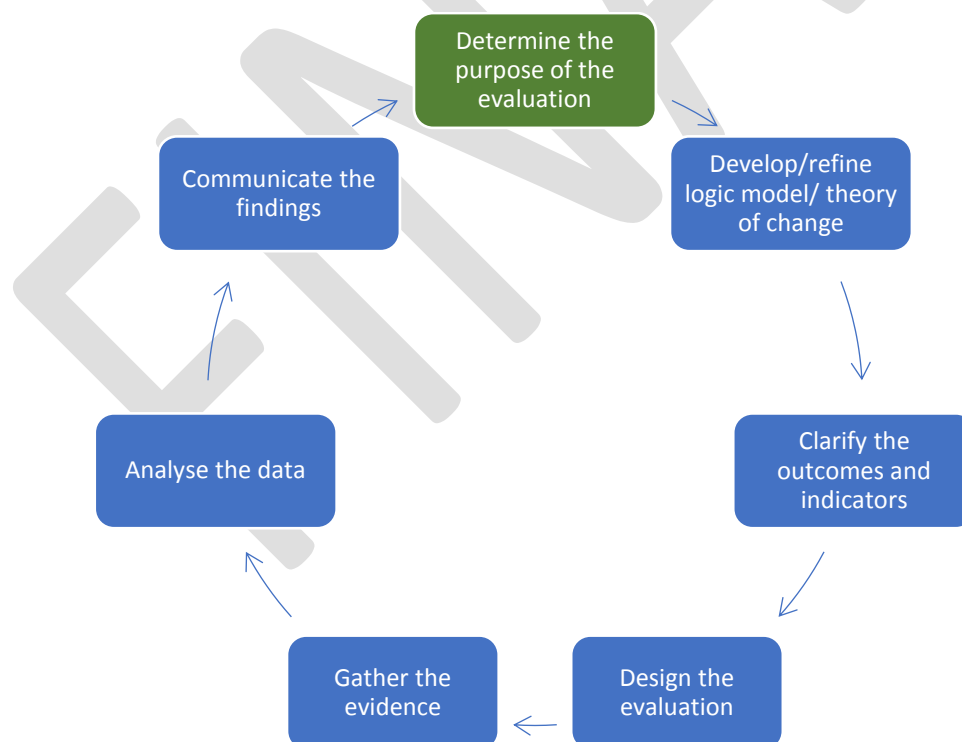 Determine the
purpose of the
evaluation
Develop/refine
logic model/ theory
of change
Clarify the
outcomes and
indicators
Design the
evaluation
Gather the
evidence
Analyse the data
Communicate the
findings